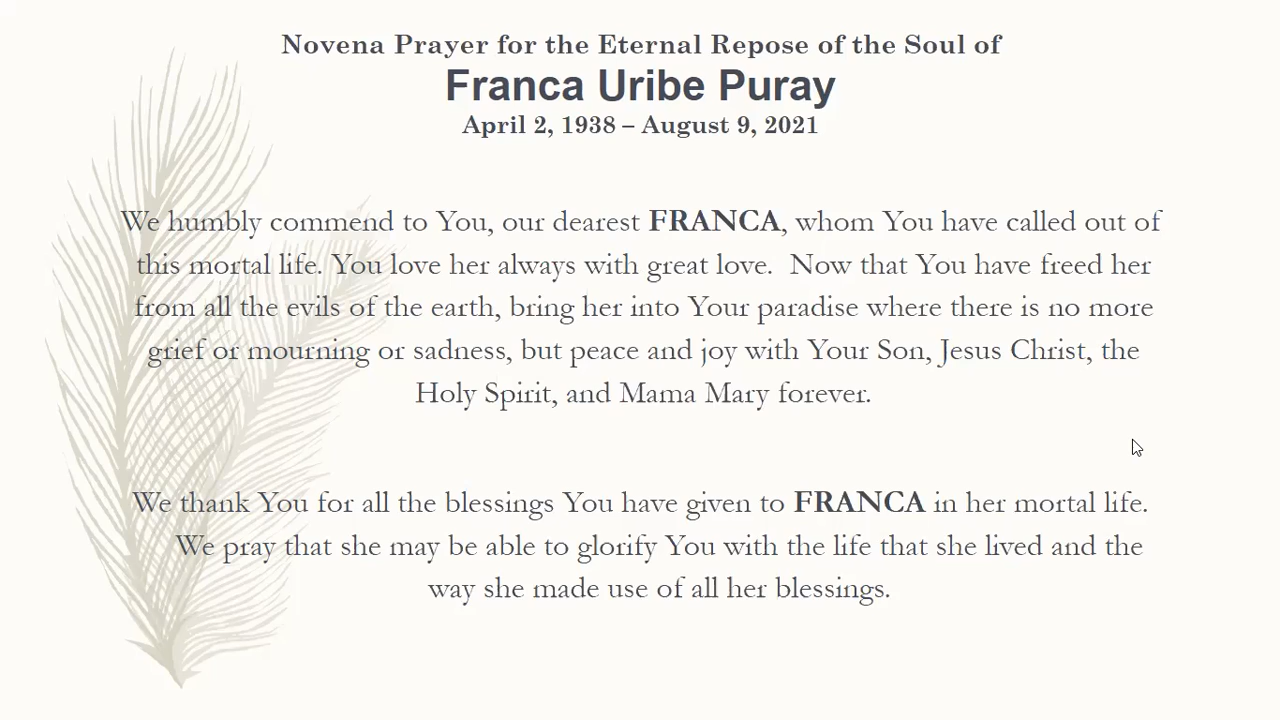 Novena Prayer for the Eternal Repose of the Soul of
Franca Uribe Puray
April 2, 1938 – August 9, 2021
We humbly commend to You, our dearest FRANCA, whom You have called out of
this mortal life. You love her always with great love.  Now that You have freed her
from all the evils of the earth, bring her into Your paradise where there is no more
grief or mourning or sadness, but peace and joy with Your Son, Jesus Christ, the
Holy Spirit, and Mama Mary forever.
We thank You for all the blessings You have given to FRANCA in her mortal life.
We pray that she may be able to glorify You with the life that she lived and the
way she made use of all her blessings.